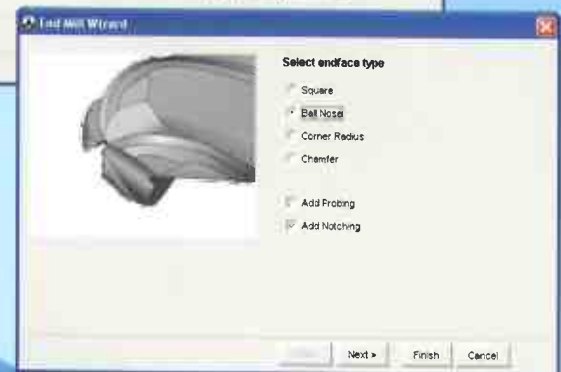 End Mill Wizard
Select endface type
Square
Ball Nose
Corner Radius
Chamfer
Add Probing
Add Notching
Next >
Finish
Cancel